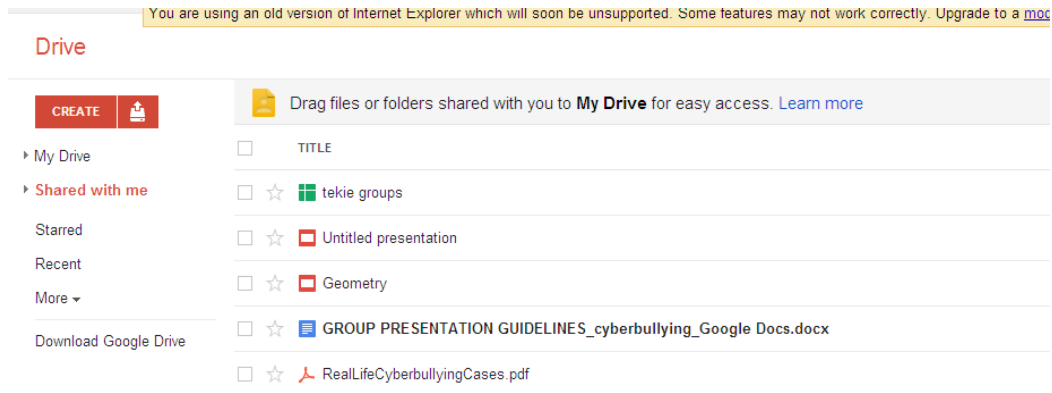 You are using an old version of Internet Explorer which will soon be unsupported. Some features may not work correctly. Upgrade to a
Drive
CREATE
Drag files or folders shared with you to My Drive for easy access. Learn more
TITLE
My Drive
Shared with me
tekie groups
Starred
Untitled presentation
Recent
Geometry
More
GROUP PRESENTATION GUIDELINES_cyberbullying_Google Docs.docx
Download Google Drive
RealLifeCyberbullyingCases.pdf